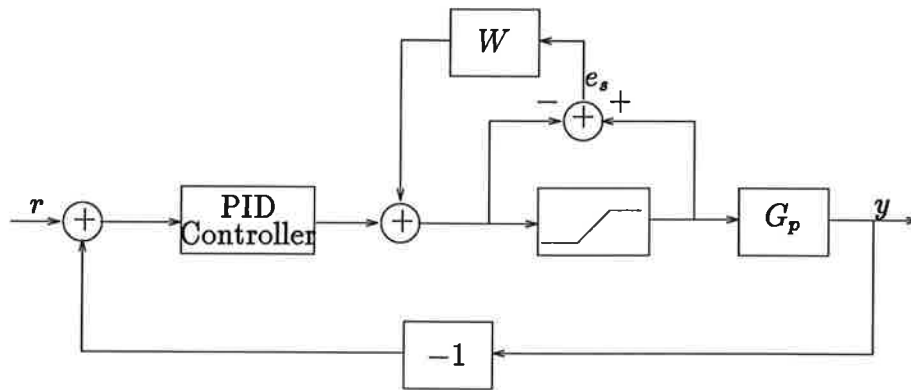 W
e_s
− +
+
r
+
PID
Controller
+
G_p
y
−1